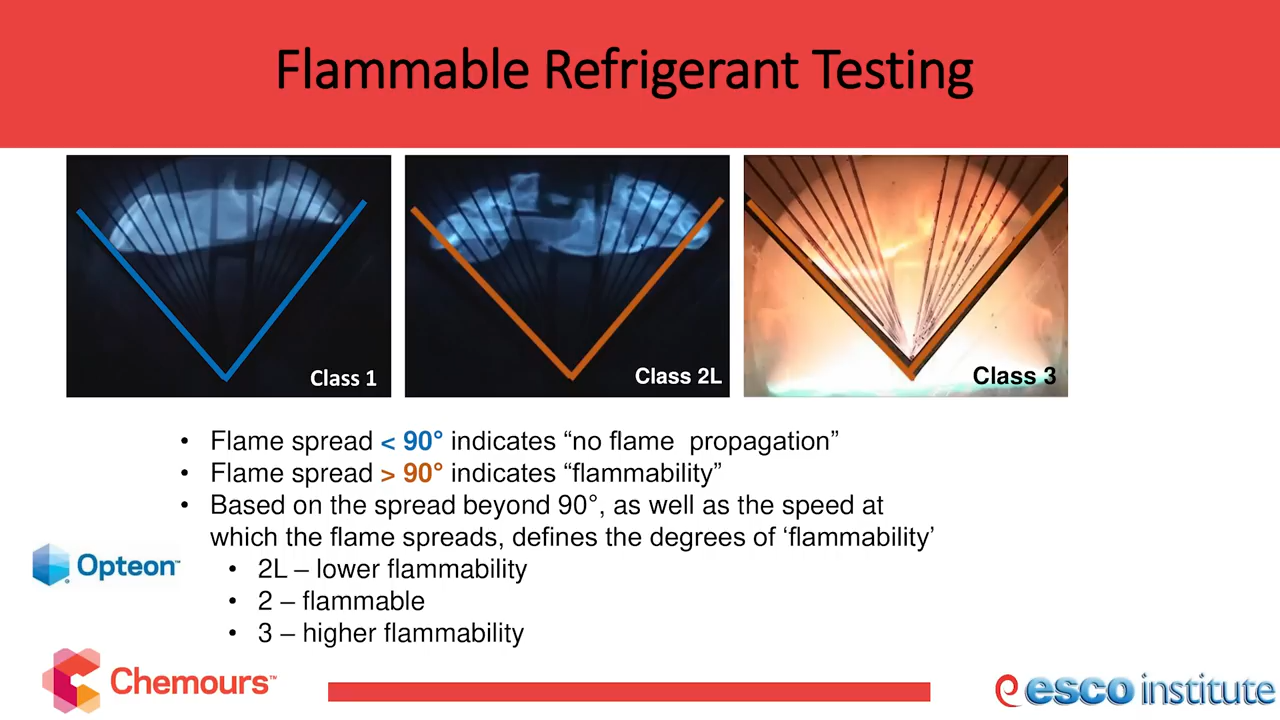 Flammable Refrigerant Testing
Class 1
Class 2L
Class 3
• Flame spread < 90° indicates “no flame propagation”
• Flame spread > 90° indicates “flammability”
• Based on the spread beyond 90°, as well as the speed at
which the flame spreads, defines the degrees of ‘flammability’
• 2L – lower flammability
• 2 – flammable
• 3 – higher flammability
Opteon™
Chemours™
esco institute